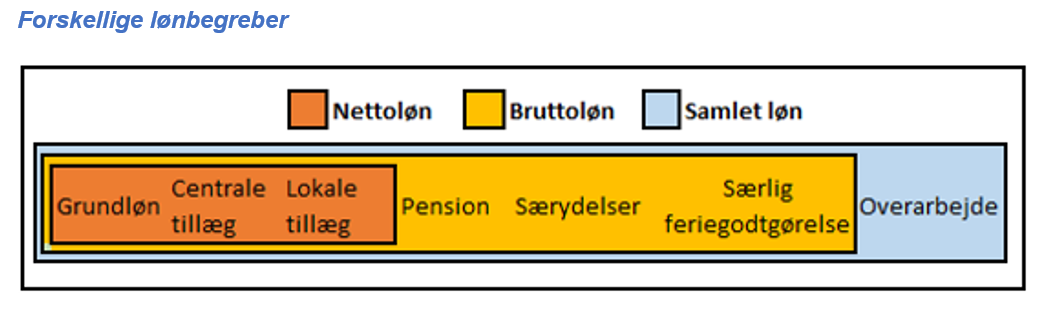 Forskellige lønbegreber
Nettoløn Bruttoløn Samlet løn
Grundløn Centrale tillæg Lokale tillæg Pension Særydelser Særlig feriegodtgørelse Overarbejde